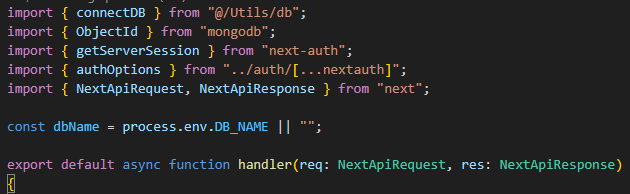 import { connectDB } from "@/Utils/db";
import { ObjectId } from "mongodb";
import { getServerSession } from "next-auth";
import { authOptions } from "../auth/[...nextauth]";
import { NextApiRequest, NextApiResponse } from "next";
const dbName = process.env.DB_NAME || "";
export default async function handler(req: NextApiRequest, res: NextApiResponse)
{